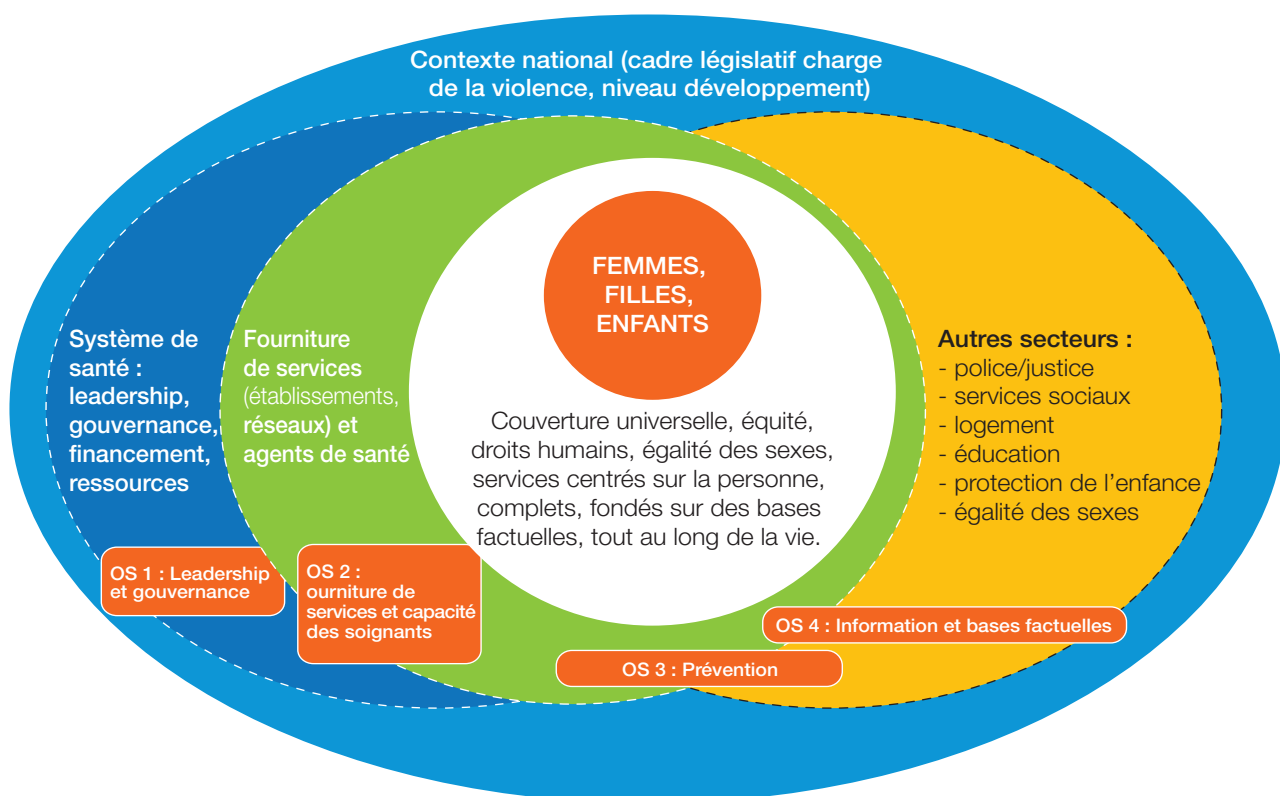 Contexte national (cadre législatif charge
de la violence, niveau développement)
FEMMES,
FILLES,
ENFANTS
Système de
santé :
leadership,
gouvernance,
financement,
ressources
Fourniture
de services
(établissements,
réseaux) et
agents de santé
Couverture universelle, équité,
droits humains, égalité des sexes,
services centrés sur la personne,
complets, fondés sur des bases
factuelles, tout au long de la vie.
Autres secteurs :
- police/justice
- services sociaux
- logement
- éducation
- protection de l’enfance
- égalité des sexes
OS 1 : Leadership
et gouvernance
OS 2 :
ourniture de
services et capacité
des soignants
OS 3 : Prévention
OS 4 : Information et bases factuelles